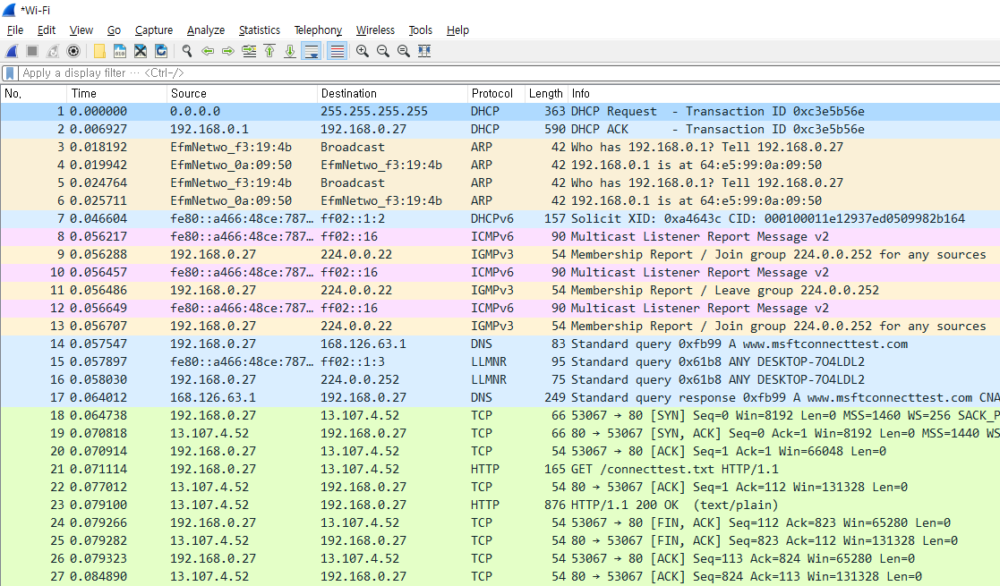 *Wi-Fi
File Edit View Go Capture Analyze Statistics Telephony Wireless Tools Help
Apply a display filter ··· <Ctrl-/>
No. Time Source Destination Protocol Length Info
1 0.000000 0.0.0.0 255.255.255.255 DHCP 363 DHCP Request - Transaction ID 0xc3e5b56e
2 0.006927 192.168.0.1 192.168.0.27 DHCP 590 DHCP ACK - Transaction ID 0xc3e5b56e
3 0.018192 EfmNetwo_f3:19:4b Broadcast ARP 42 Who has 192.168.0.1? Tell 192.168.0.27
4 0.019942 EfmNetwo_0a:09:50 EfmNetwo_f3:19:4b ARP 42 192.168.0.1 is at 64:e5:99:0a:09:50
5 0.024764 EfmNetwo_f3:19:4b Broadcast ARP 42 Who has 192.168.0.1? Tell 192.168.0.27
6 0.025711 EfmNetwo_0a:09:50 EfmNetwo_f3:19:4b ARP 42 192.168.0.1 is at 64:e5:99:0a:09:50
7 0.046604 fe80::a466:48ce:787… ff02::1:2 DHCPv6 157 Solicit XID: 0xa4643c CID: 000100011e12937ed0509982b164
8 0.056217 fe80::a466:48ce:787… ff02::16 ICMPv6 90 Multicast Listener Report Message v2
9 0.056288 192.168.0.27 224.0.0.22 IGMPv3 54 Membership Report / Join group 224.0.0.252 for any sources
10 0.056457 fe80::a466:48ce:787… ff02::16 ICMPv6 90 Multicast Listener Report Message v2
11 0.056486 192.168.0.27 224.0.0.22 IGMPv3 54 Membership Report / Leave group 224.0.0.252
12 0.056649 fe80::a466:48ce:787… ff02::16 ICMPv6 90 Multicast Listener Report Message v2
13 0.056707 192.168.0.27 224.0.0.22 IGMPv3 54 Membership Report / Join group 224.0.0.252 for any sources
14 0.057547 192.168.0.27 168.126.63.1 DNS 83 Standard query 0xfb99 A www.msftconnecttest.com
15 0.057897 fe80::a466:48ce:787… ff02::1:3 LLMNR 95 Standard query 0x61b8 ANY DESKTOP-7O4LDL2
16 0.058030 192.168.0.27 224.0.0.252 LLMNR 75 Standard query 0x61b8 ANY DESKTOP-7O4LDL2
17 0.064012 168.126.63.1 192.168.0.27 DNS 249 Standard query response 0xfb99 A www.msftconnecttest.com CNA
18 0.064738 192.168.0.27 13.107.4.52 TCP 66 53067 → 80 [SYN] Seq=0 Win=8192 Len=0 MSS=1460 WS=256 SACK_P
19 0.070818 13.107.4.52 192.168.0.27 TCP 66 80 → 53067 [SYN, ACK] Seq=0 Ack=1 Win=8192 Len=0 MSS=1440 WS
20 0.070914 192.168.0.27 13.107.4.52 TCP 54 53067 → 80 [ACK] Seq=1 Ack=1 Win=66048 Len=0
21 0.071114 192.168.0.27 13.107.4.52 HTTP 165 GET /connecttest.txt HTTP/1.1
22 0.077012 13.107.4.52 192.168.0.27 TCP 54 80 → 53067 [ACK] Seq=1 Ack=112 Win=131328 Len=0
23 0.079100 13.107.4.52 192.168.0.27 HTTP 876 HTTP/1.1 200 OK (text/plain)
24 0.079266 192.168.0.27 13.107.4.52 TCP 54 53067 → 80 [FIN, ACK] Seq=112 Ack=823 Win=65280 Len=0
25 0.079282 13.107.4.52 192.168.0.27 TCP 54 80 → 53067 [FIN, ACK] Seq=823 Ack=112 Win=131328 Len=0
26 0.079323 192.168.0.27 13.107.4.52 TCP 54 53067 → 80 [ACK] Seq=113 Ack=824 Win=65280 Len=0
27 0.084890 13.107.4.52 192.168.0.27 TCP 54 80 → 53067 [ACK] Seq=824 Ack=113 Win=131328 Len=0